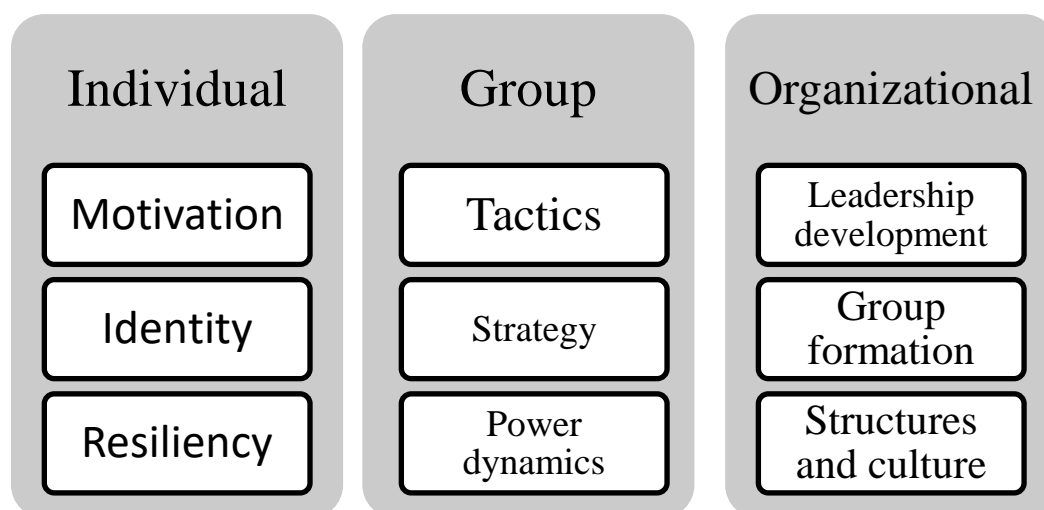 Individual
Motivation
Identity
Resiliency
Group
Tactics
Strategy
Power
dynamics
Organizational
Leadership
development
Group
formation
Structures
and culture